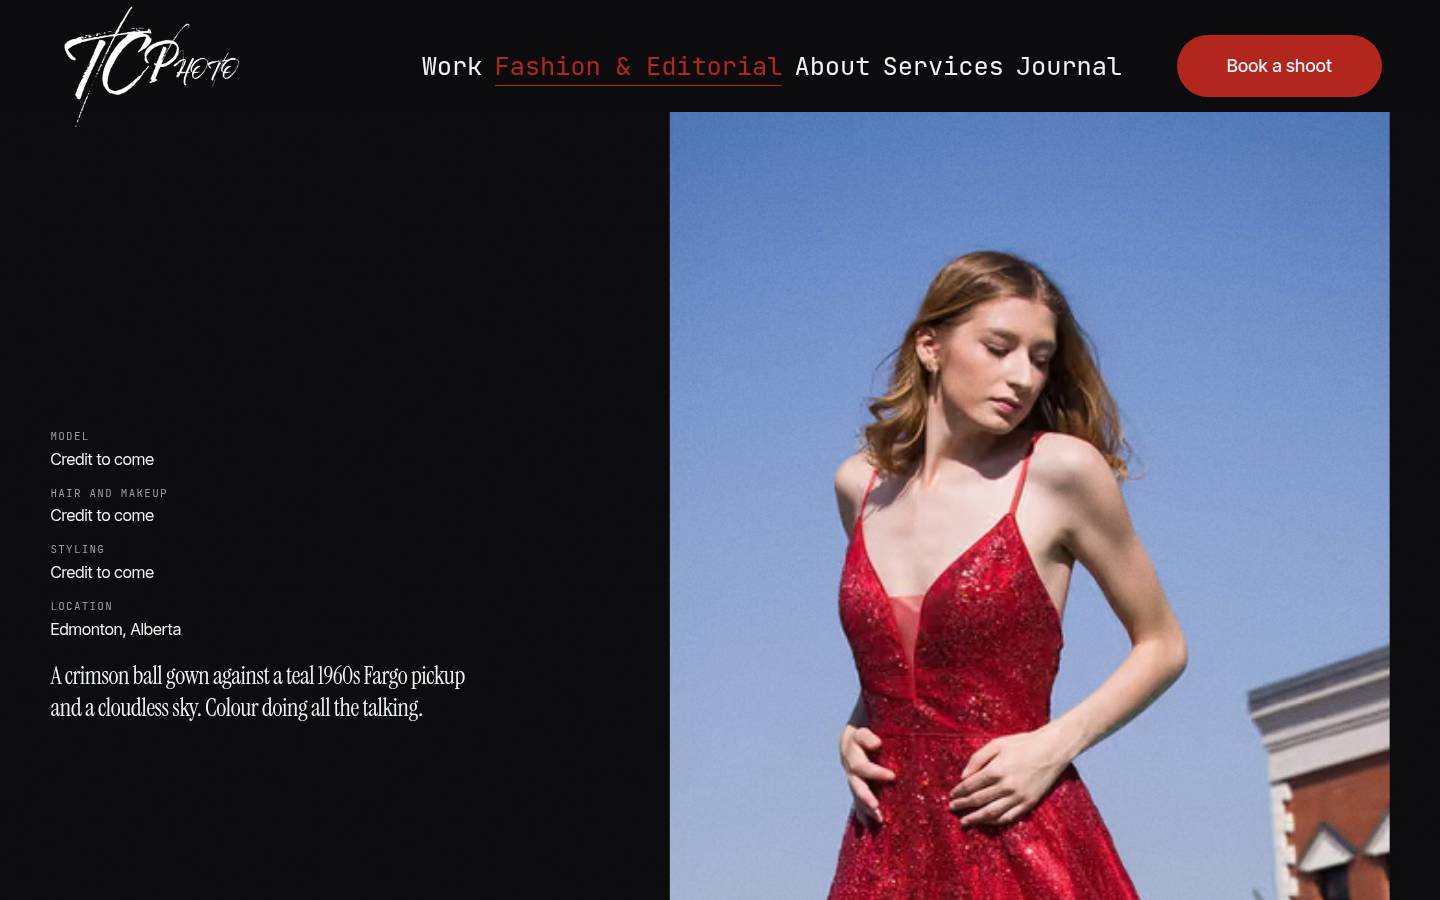 TCPHOTO
Work Fashion & Editorial About Services Journal
Book a shoot
MODEL
Credit to come
HAIR AND MAKEUP
Credit to come
STYLING
Credit to come
LOCATION
Edmonton, Alberta
A crimson ball gown against a teal 1960s Fargo pickup
and a cloudless sky. Colour doing all the talking.